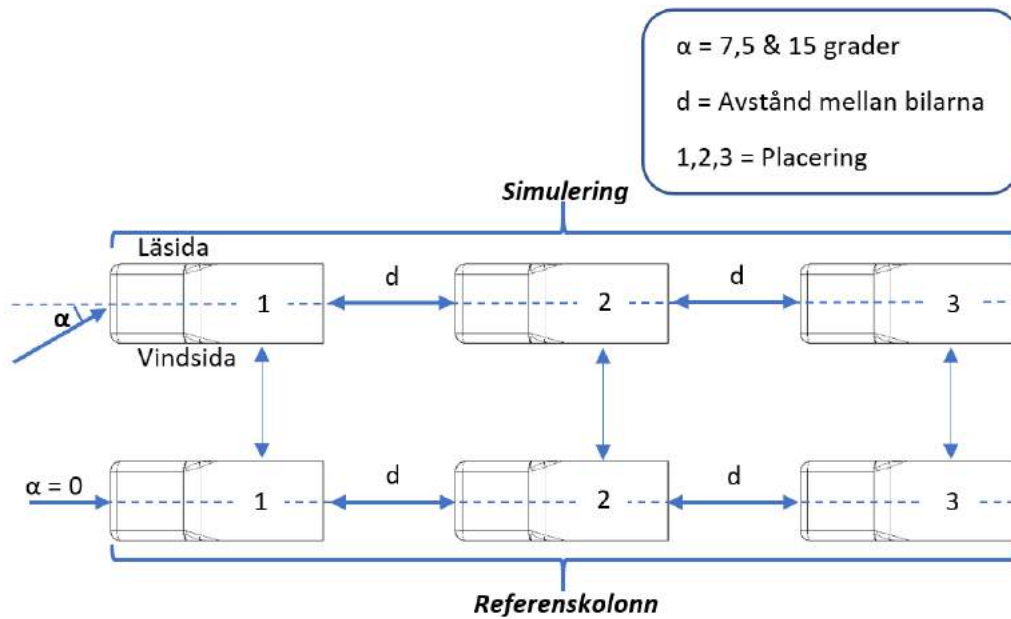 α = 7,5 & 15 grader
d = Avstånd mellan bilarna
1,2,3 = Placering
Simulering
Läsida
1 d 2 d 3
α
Vindsida
α = 0 1 d 2 d 3
Referenskolonn